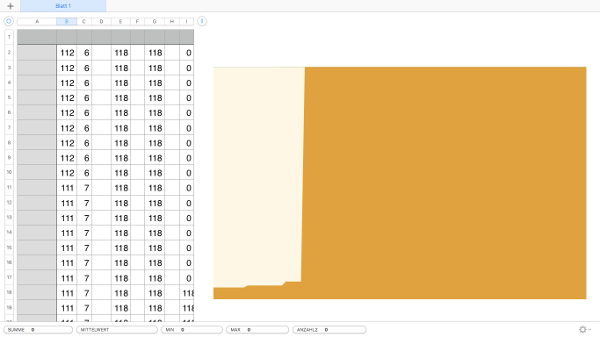 + Blatt 1
A B C D E F G H I
1
2 112 6 118 118 0
3 112 6 118 118 0
4 112 6 118 118 0
5 112 6 118 118 0
6 112 6 118 118 0
7 112 6 118 118 0
8 112 6 118 118 0
9 112 6 118 118 0
10 112 6 118 118 0
11 111 7 118 118 0
12 111 7 118 118 0
13 111 7 118 118 0
14 111 7 118 118 0
15 111 7 118 118 0
16 111 7 118 118 0
17 111 7 118 118 0
18 111 7 118 118 118
19 111 7 118 118 118
SUMME 0 MITTELWERT MIN 0 MAX 0 ANZAHL2 0